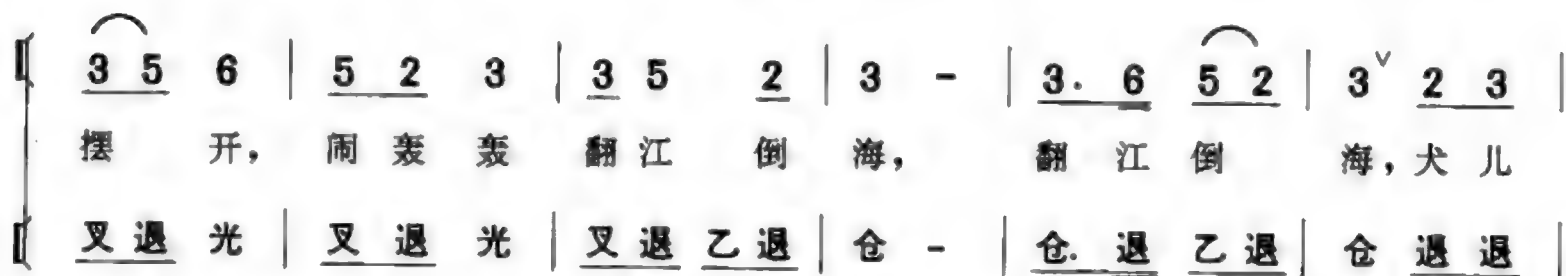 3 5 6 | 5 2 3 | 3 5 2 | 3 - | 3. 6 5 2 | 3 ∨ 2 3 |
摆 开， 闹 轰 轰 翻 江 倒 海， 翻 江 倒 海，犬 儿
叉 退 光 | 叉 退 光 | 叉 退 乙 退 | 仓 - | 仓. 退 乙 退 | 仓 退 退 |